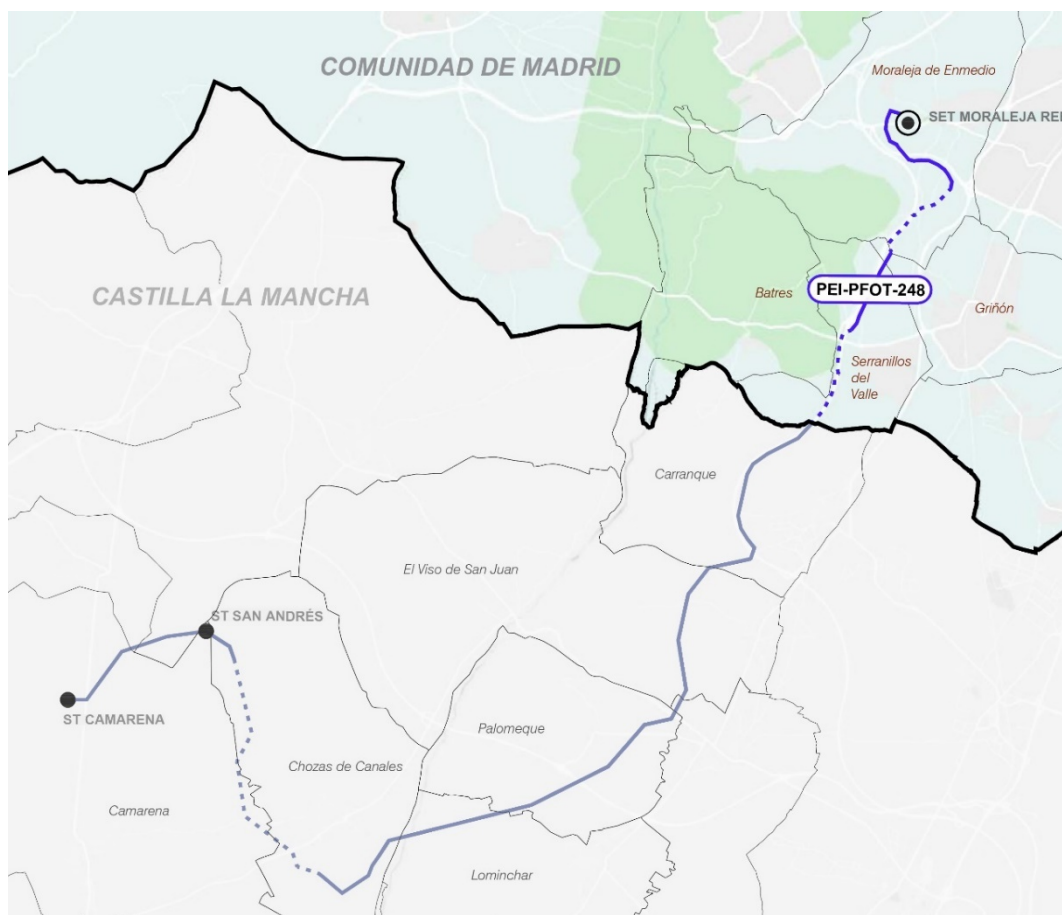 COMUNIDAD DE MADRID
Moraleja de Enmedio
SET MORALEJA REE
CASTILLA LA MANCHA
PEI-PFOT-248
Batres
Griñón
Serranillos
del
Valle
Carranque
El Viso de San Juan
ST SAN ANDRÉS
ST CAMARENA
Palomeque
Chozas de Canales
Camarena
Lominchar